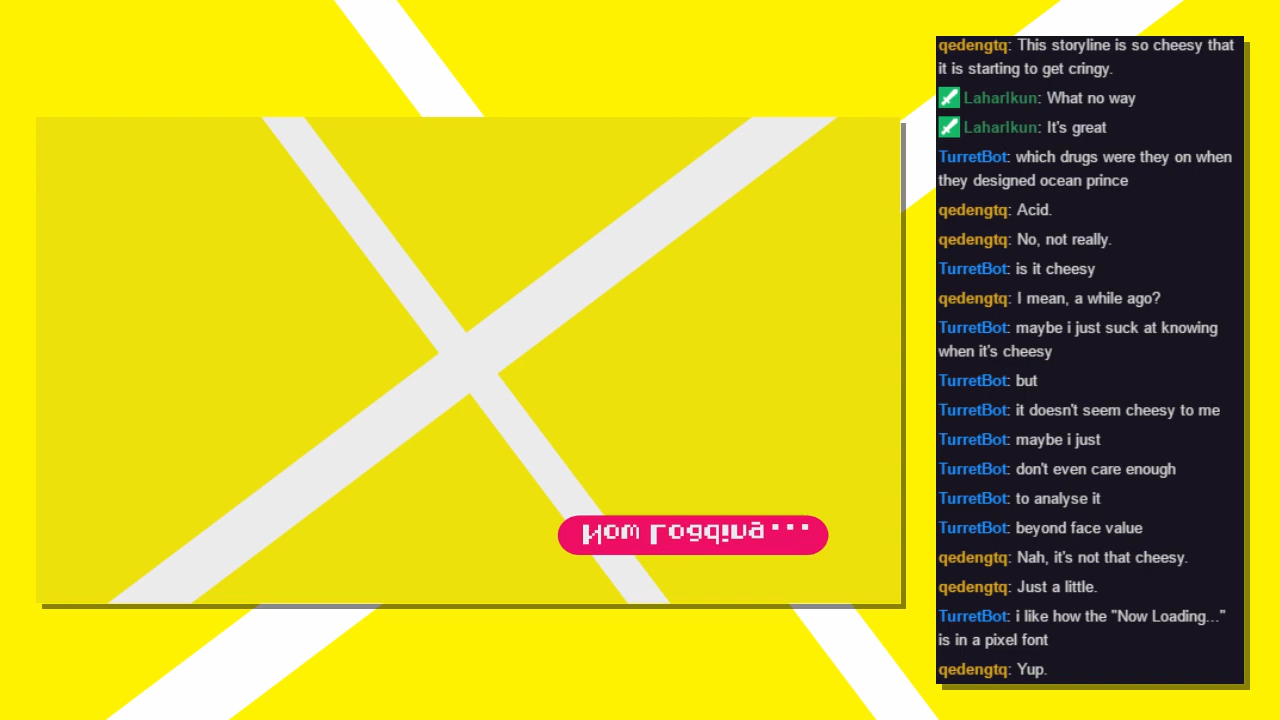 Now Loading...
qedengtq: This storyline is so cheesy that
it is starting to get cringy.
Laharlkun: What no way
Laharlkun: It's great
TurretBot: which drugs were they on when
they designed ocean prince
qedengtq: Acid.
qedengtq: No, not really.
TurretBot: is it cheesy
qedengtq: I mean, a while ago?
TurretBot: maybe i just suck at knowing
when it's cheesy
TurretBot: but
TurretBot: it doesn't seem cheesy to me
TurretBot: maybe i just
TurretBot: don't even care enough
TurretBot: to analyse it
TurretBot: beyond face value
qedengtq: Nah, it's not that cheesy.
qedengtq: Just a little.
TurretBot: i like how the "Now Loading..."
is in a pixel font
qedengtq: Yup.